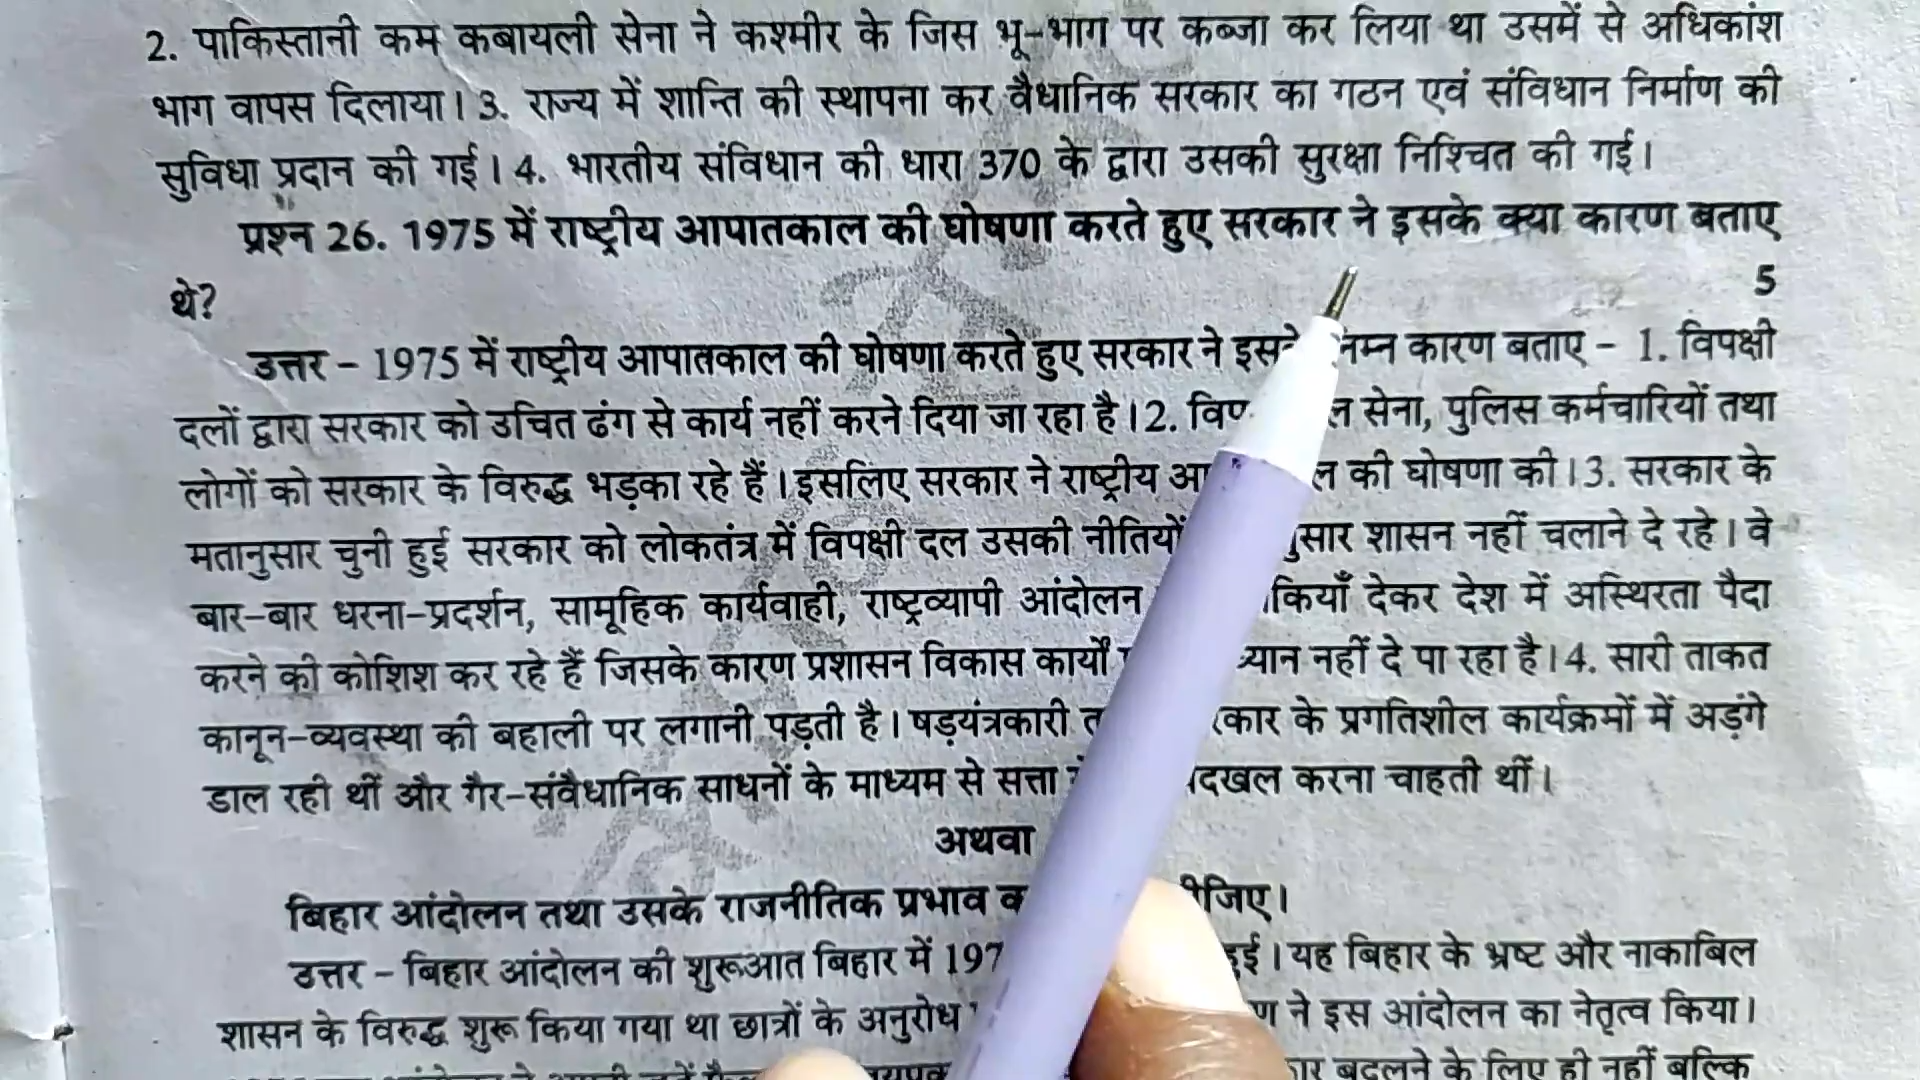 2. पाकिस्तानी कम कबायली सेना ने कश्मीर के जिस भू-भाग पर कब्जा कर लिया था उसमें से अधिकांश
भाग वापस दिलाया। 3. राज्य में शान्ति की स्थापना कर वैधानिक सरकार का गठन एवं संविधान निर्माण की
सुविधा प्रदान की गई। 4. भारतीय संविधान की धारा 370 के द्वारा उसकी सुरक्षा निश्चित की गई।
प्रश्न 26. 1975 में राष्ट्रीय आपातकाल की घोषणा करते हुए सरकार ने इसके क्या कारण बताए
थे? 5
उत्तर – 1975 में राष्ट्रीय आपातकाल की घोषणा करते हुए सरकार ने कारण बताए – 1. विपक्षी
दलों द्वारा सरकार को उचित ढंग से कार्य नहीं करने दिया जा रहा है। 2. सेना, पुलिस कर्मचारियों तथा
लोगों को सरकार के विरुद्ध भड़का रहे हैं। इसलिए सरकार ने राष्ट्रीय की घोषणा की। 3. सरकार के
मतानुसार चुनी हुई सरकार को लोकतंत्र में विपक्षी दल उसकी नीतियों शासन नहीं चलाने दे रहे। वे
बार-बार धरना-प्रदर्शन, सामूहिक कार्यवाही, राष्ट्रव्यापी आंदोलन देकर देश में अस्थिरता पैदा
करने की कोशिश कर रहे हैं जिसके कारण प्रशासन विकास कार्यों नहीं दे पा रहा है। 4. सारी ताकत
कानून-व्यवस्था की बहाली पर लगानी पड़ती है। षड़यंत्रकारी के प्रगतिशील कार्यक्रमों में अड़ंगे
डाल रही थीं और गैर-संवैधानिक साधनों के माध्यम से सत्ता करना चाहती थीं।
अथवा
बिहार आंदोलन तथा उसके राजनीतिक प्रभाव
उत्तर – बिहार आंदोलन की शुरूआत बिहार में यह बिहार के भ्रष्ट और नाकाबिल
शासन के विरुद्ध शुरू किया गया था छात्रों के अनुरोध ने इस आंदोलन का नेतृत्व किया।
बदलने के लिए ही नहीं बल्कि